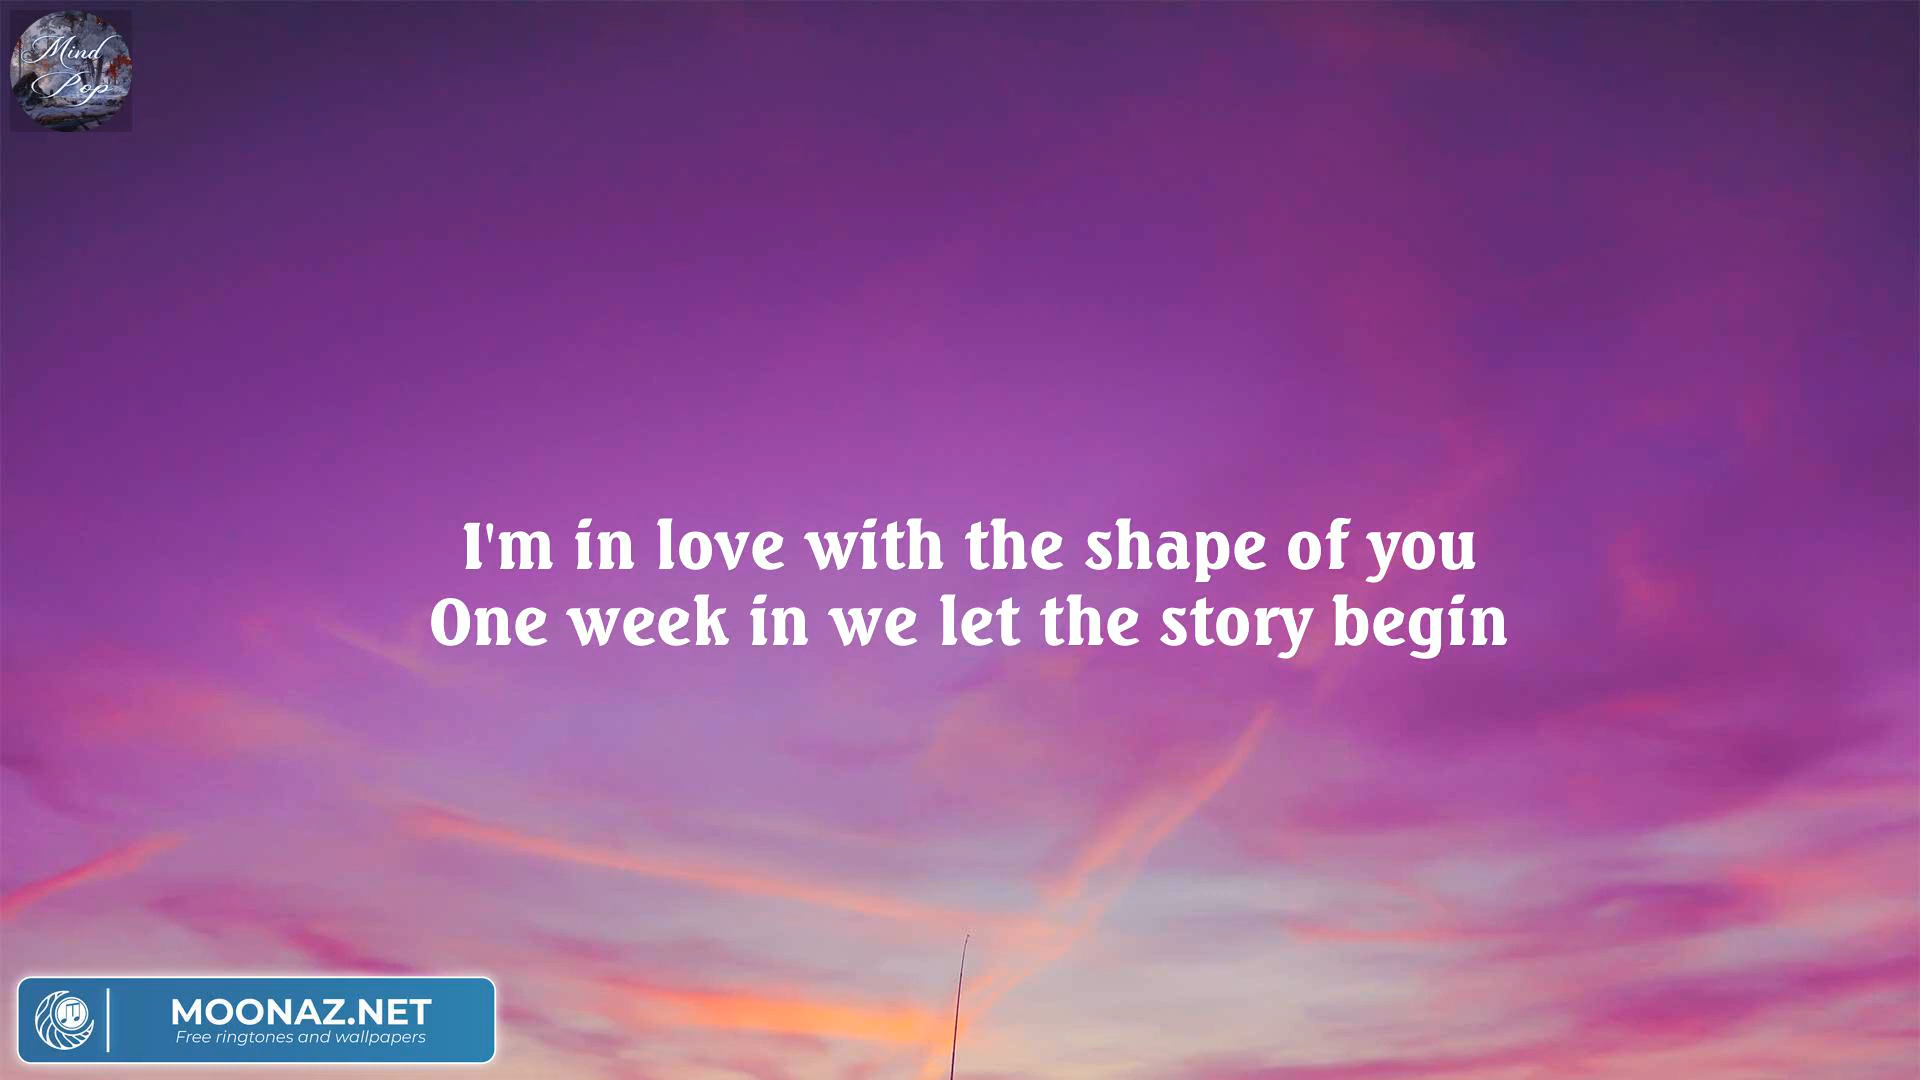 Mind
Pop
I'm in love with the shape of you
One week in we let the story begin
MOONAZ.NET
Free ringtones and wallpapers